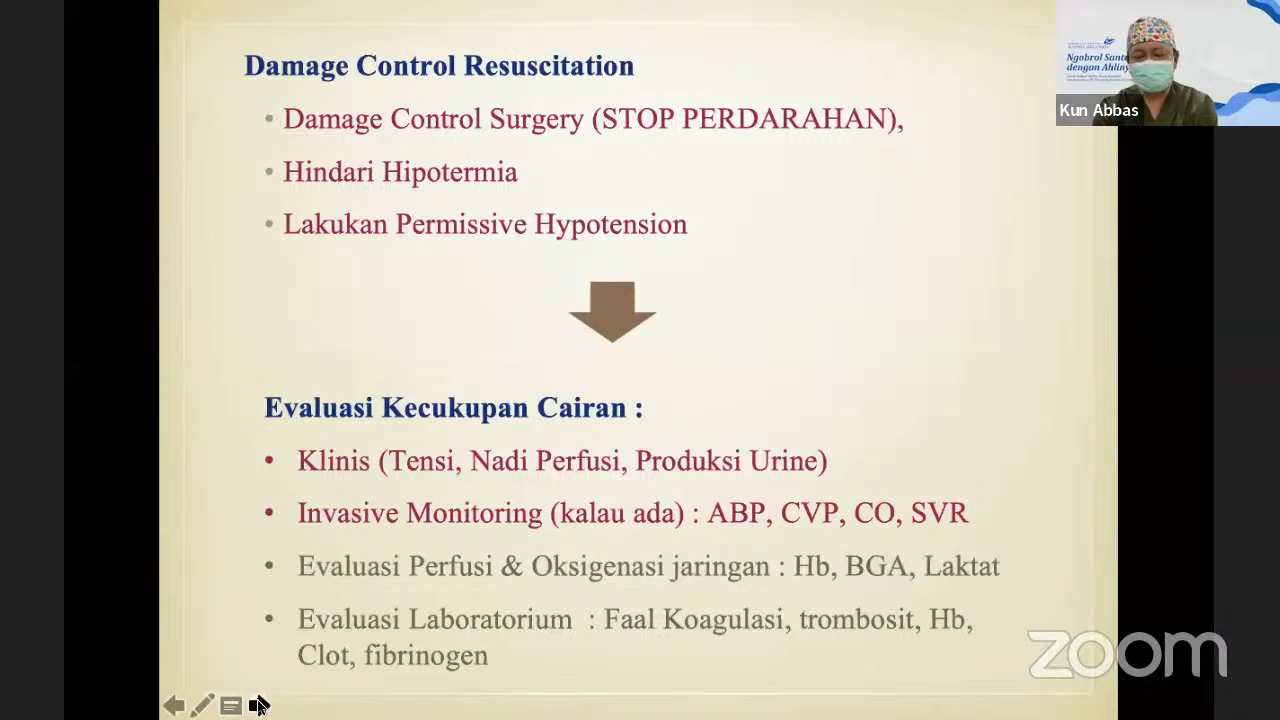 Damage Control Resuscitation
• Damage Control Surgery (STOP PERDARAHAN),
• Hindari Hipotermia
• Lakukan Permissive Hypotension
Evaluasi Kecukupan Cairan :
• Klinis (Tensi, Nadi Perfusi, Produksi Urine)
• Invasive Monitoring (kalau ada) : ABP, CVP, CO, SVR
• Evaluasi Perfusi & Oksigenasi jaringan : Hb, BGA, Laktat
• Evaluasi Laboratorium : Faal Koagulasi, trombosit, Hb,
Clot, fibrinogen
Ngobrol
dengan
Kun Abbas
zoom